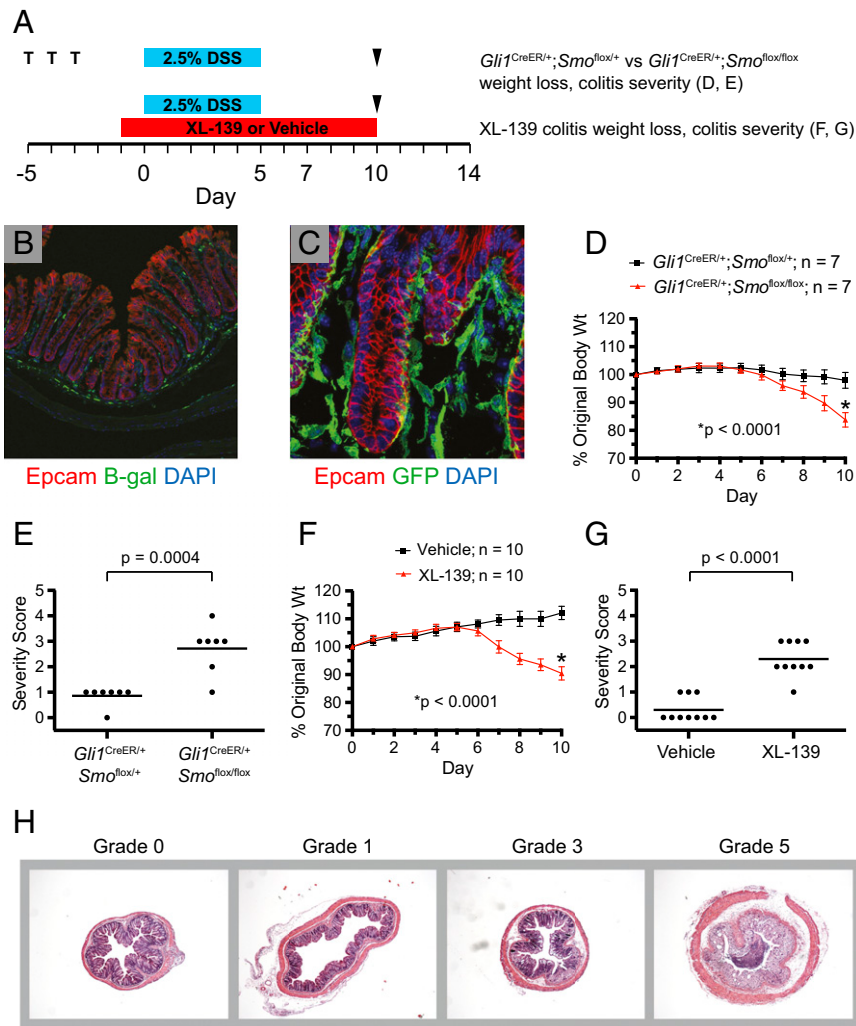 A
T T T
2.5% DSS
Gli1CreER/+;Smoflox/+ vs Gli1CreER/+;Smoflox/flox
weight loss, colitis severity (D, E)
2.5% DSS
XL-139 or Vehicle
XL-139 colitis weight loss, colitis severity (F, G)
-5 0 5 7 10 14
Day
B
Epcam B-gal DAPI
C
Epcam GFP DAPI
D
Gli1CreER/+;Smoflox/+; n = 7
Gli1CreER/+;Smoflox/flox; n = 7
% Original Body Wt
120
110
100
90
80
70
*
*p < 0.0001
0 2 4 6 8 10
Day
E
p = 0.0004
Severity Score
5
4
3
2
1
0
Gli1CreER/+
Smoflox/+
Gli1CreER/+
Smoflox/flox
F
Vehicle; n = 10
XL-139; n = 10
% Original Body Wt
120
110
100
90
80
70
*
*p < 0.0001
0 2 4 6 8 10
Day
G
p < 0.0001
Severity Score
5
4
3
2
1
0
Vehicle XL-139
H
Grade 0 Grade 1 Grade 3 Grade 5